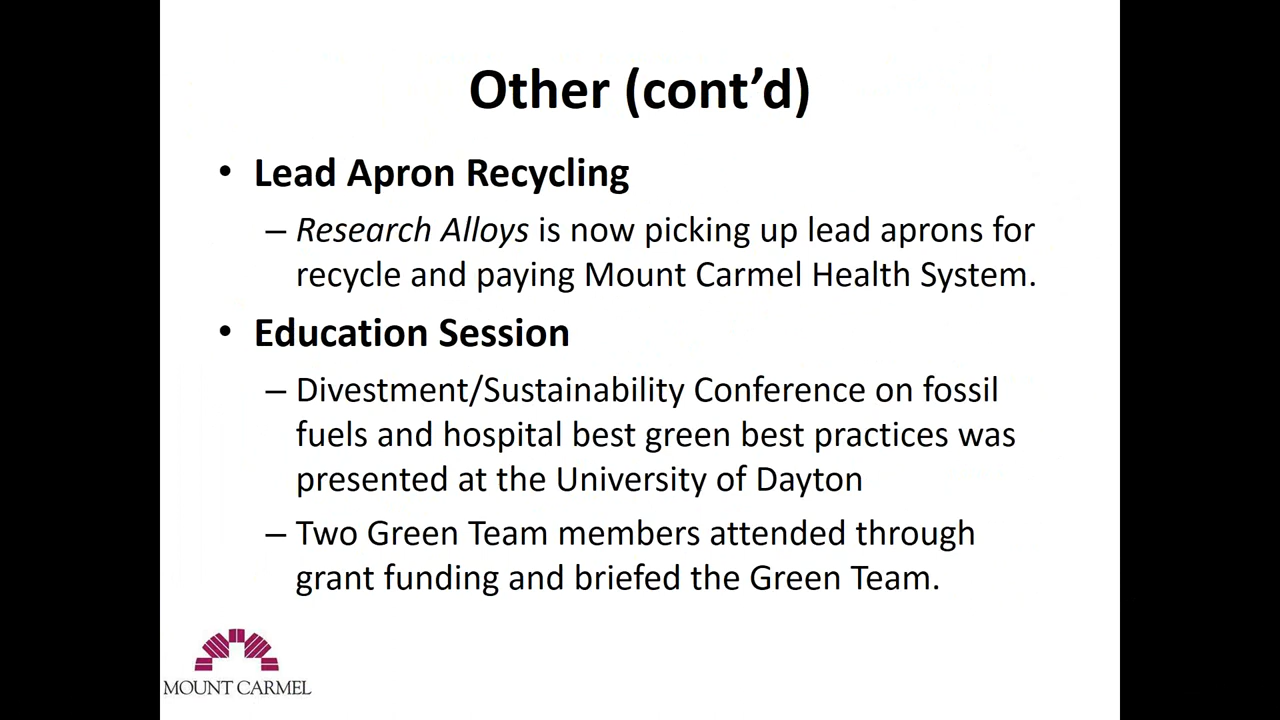 Other (cont’d)
• Lead Apron Recycling
– Research Alloys is now picking up lead aprons for
recycle and paying Mount Carmel Health System.
• Education Session
– Divestment/Sustainability Conference on fossil
fuels and hospital best green best practices was
presented at the University of Dayton
– Two Green Team members attended through
grant funding and briefed the Green Team.
MOUNT CARMEL